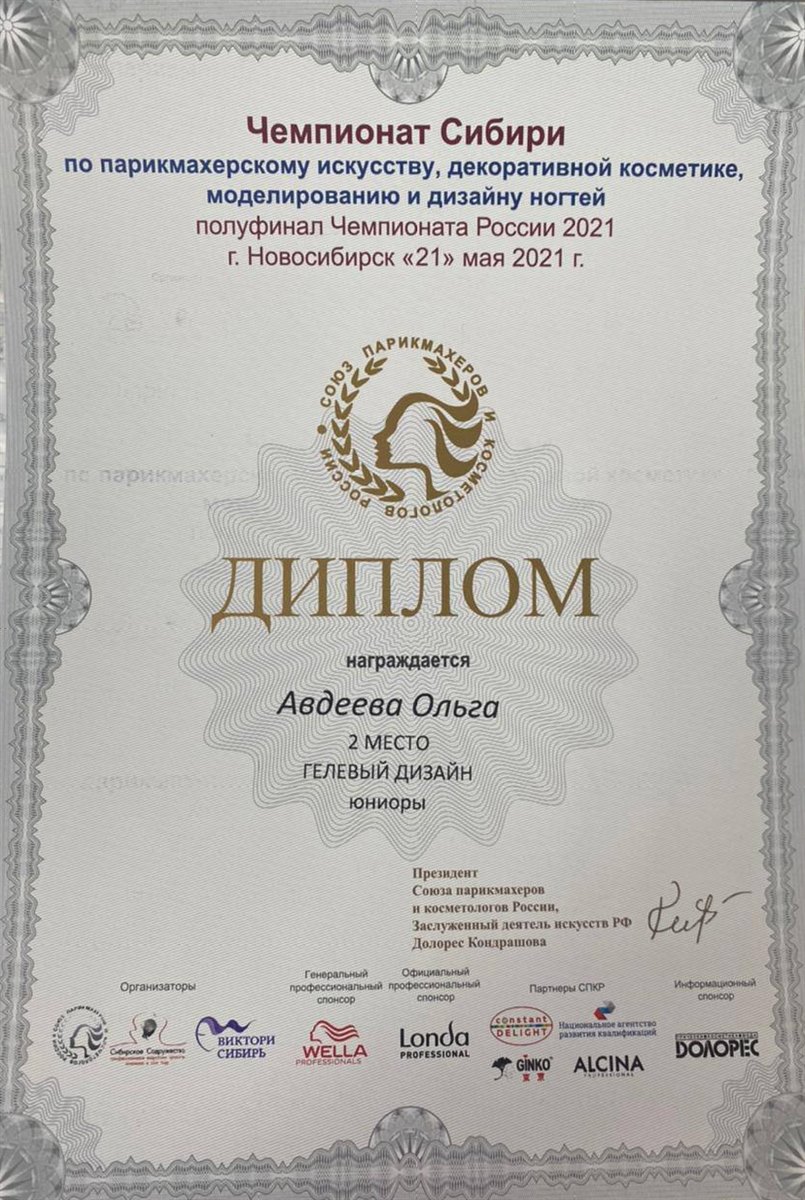 Чемпионат Сибири
по парикмахерскому искусству, декоративной косметике,
моделированию и дизайну ногтей
полуфинал Чемпионата России 2021
г. Новосибирск «21» мая 2021 г.
СОЮЗ ПАРИКМАХЕРОВ И КОСМЕТОЛОГОВ РОССИИ
ДИПЛОМ
награждается
Авдеева Ольга
2 МЕСТО
ГЕЛЕВЫЙ ДИЗАЙН
юниоры
Президент
Союза парикмахеров
и косметологов России,
Заслуженный деятель искусств РФ
Долорес Кондрашова
Организаторы
Генеральный
профессиональный
спонсор
Официальный
профессиональный
спонсор
Партнеры СПКР
Информационный
спонсор
Сибирское Содружество
ВИКТОРИ
СИБИРЬ
WELLA
PROFESSIONALS
Londa
PROFESSIONAL
constant
DELIGHT
Национальное агентство
развития квалификаций
GINKO
ALCINA
ДОЛОРЕС